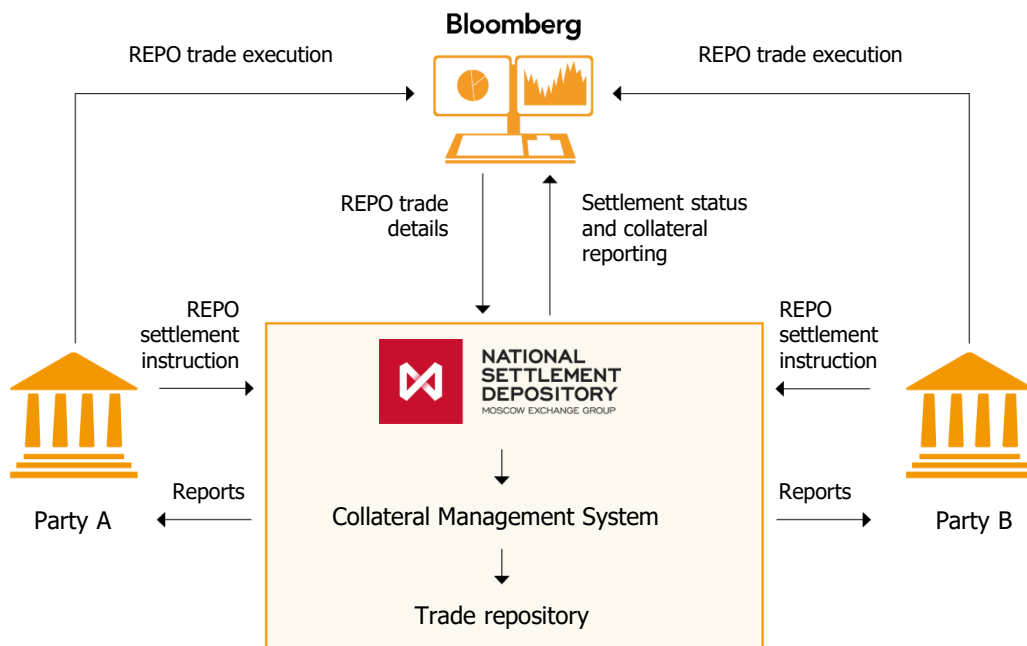 Bloomberg
REPO trade execution
REPO trade execution
REPO trade
details
Settlement status
and collateral
reporting
REPO
settlement
instruction
REPO
settlement
instruction
NATIONAL
SETTLEMENT
DEPOSITORY
MOSCOW EXCHANGE GROUP
Reports
Reports
Party A
Collateral Management System
Party B
Trade repository